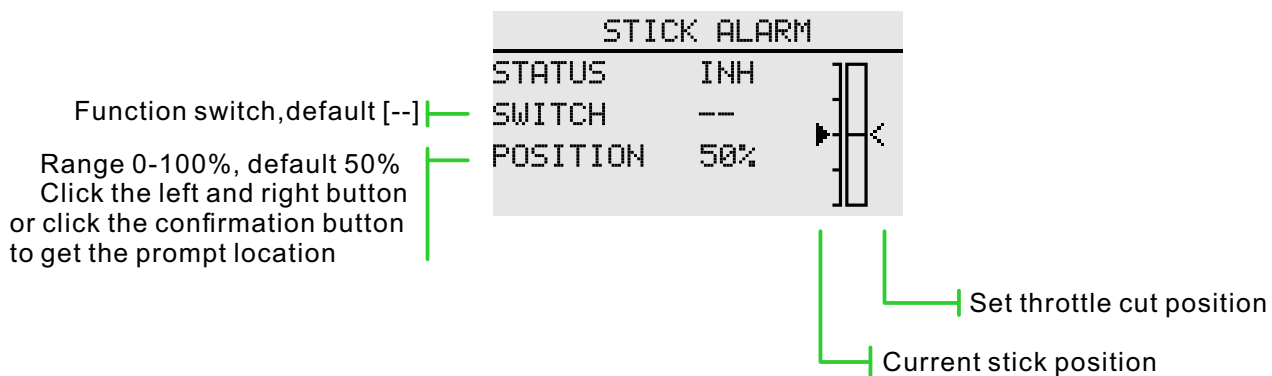 STICK ALARM
STATUS INH
Function switch,default [--]
SWITCH --
Range 0-100%, default 50%
Click the left and right button
or click the confirmation button
to get the prompt location
POSITION 50%
Set throttle cut position
Current stick position